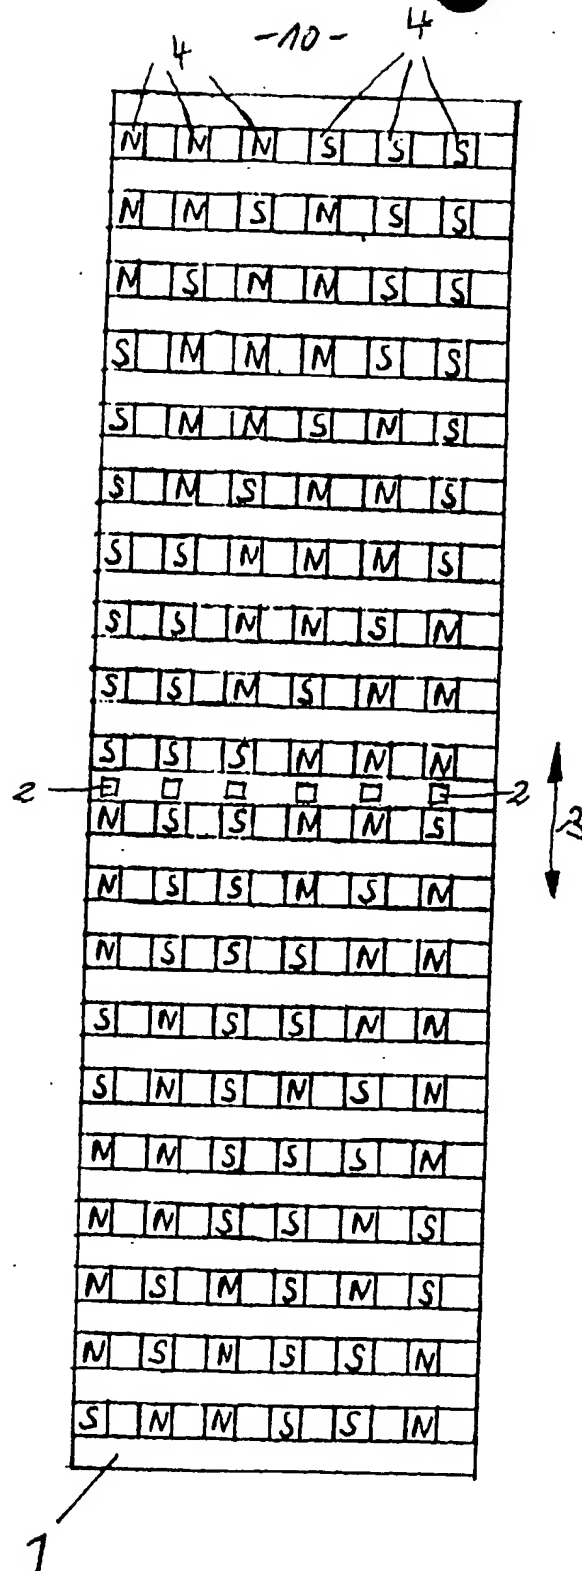 -10-
4 4
N N N S S S
N N S N S S
N S N N S S
S N N N S S
S N N S N S
S N S N N S
S S N N N S
S S N N S N
S S N S N N
S S S N N N
2 2
N S S N N S
3
N S S N S N
N S S S N N
S N S S N N
S N S N S N
N N S S S N
N N S S N S
N S N S N S
N S N S S N
S N N S S N
1